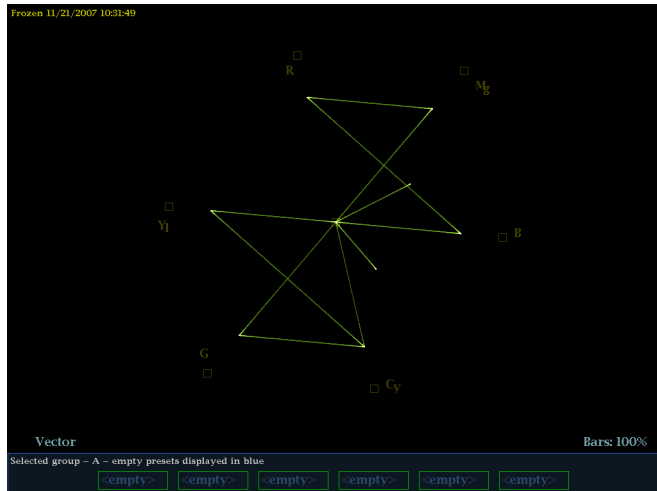 Frozen 11/21/2007 10:31:49
R
Mg
B
Yl
G
Cy
Vector
Bars: 100%
Selected group – A – empty presets displayed in blue
<empty> <empty> <empty> <empty> <empty> <empty>